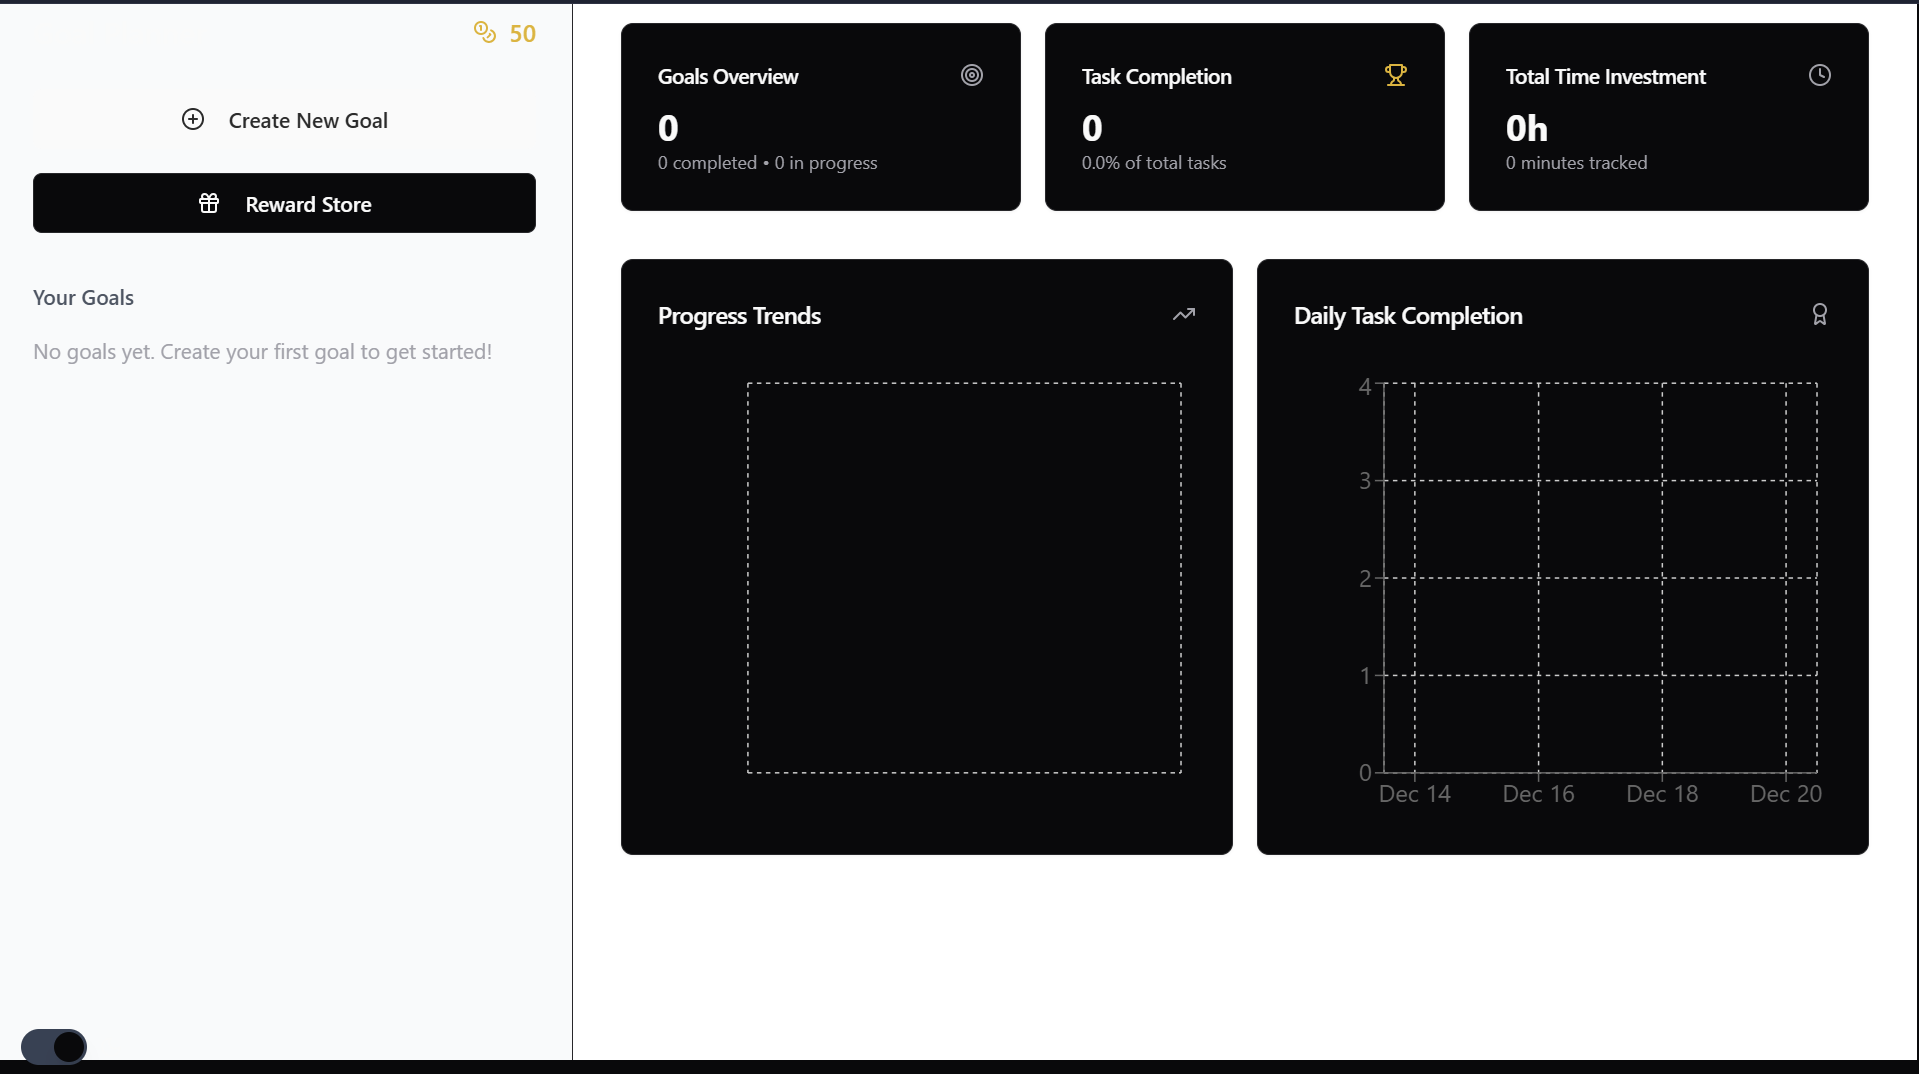 50
Create New Goal
Reward Store
Your Goals
No goals yet. Create your first goal to get started!
Goals Overview
0
0 completed • 0 in progress
Task Completion
0
0.0% of total tasks
Total Time Investment
0h
0 minutes tracked
Progress Trends
Daily Task Completion
4
3
2
1
0
Dec 14 Dec 16 Dec 18 Dec 20